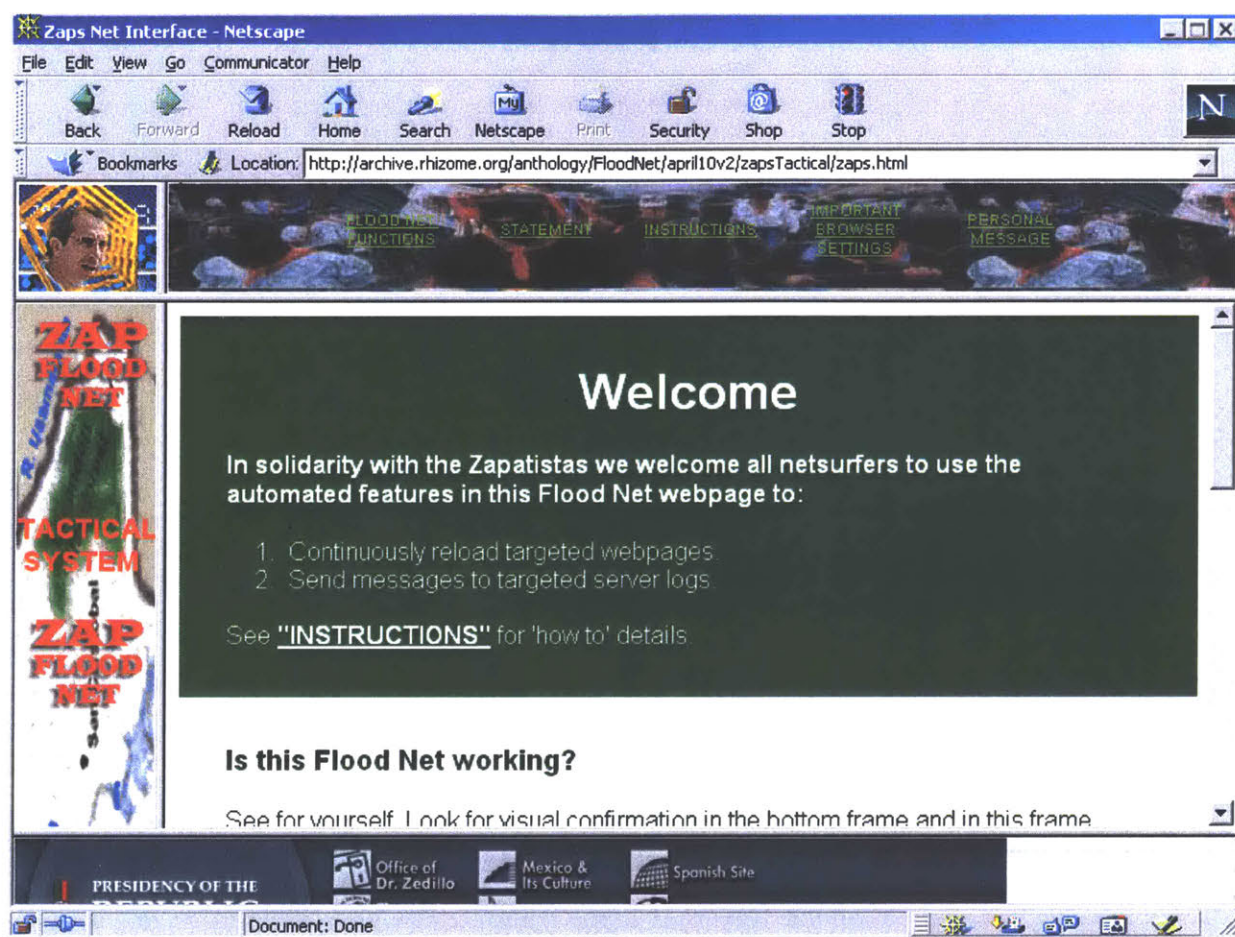 Zaps Net Interface - Netscape
File Edit View Go Communicator Help
Back Forward Reload Home Search Netscape Print Security Shop Stop
My
N
Bookmarks Location: http://archive.rhizome.org/anthology/FloodNet/april10v2/zapsTactical/zaps.html
FLOOD NET FUNCTIONS
STATEMENT
INSTRUCTIONS
IMPORTANT BROWSER SETTINGS
PERSONAL MESSAGE
ZAP
FLOOD
NET
TACTICAL
SYSTEM
ZAP
FLOOD
NET
Welcome
In solidarity with the Zapatistas we welcome all netsurfers to use the
automated features in this Flood Net webpage to:
1. Continuously reload targeted webpages.
2. Send messages to targeted server logs.
See "INSTRUCTIONS" for 'how to' details.
Is this Flood Net working?
See for yourself. Look for visual confirmation in the bottom frame and in this frame
PRESIDENCY OF THE
REPUBLIC
Office of
Dr. Zedillo
Mexico &
Its Culture
Spanish Site
Document: Done